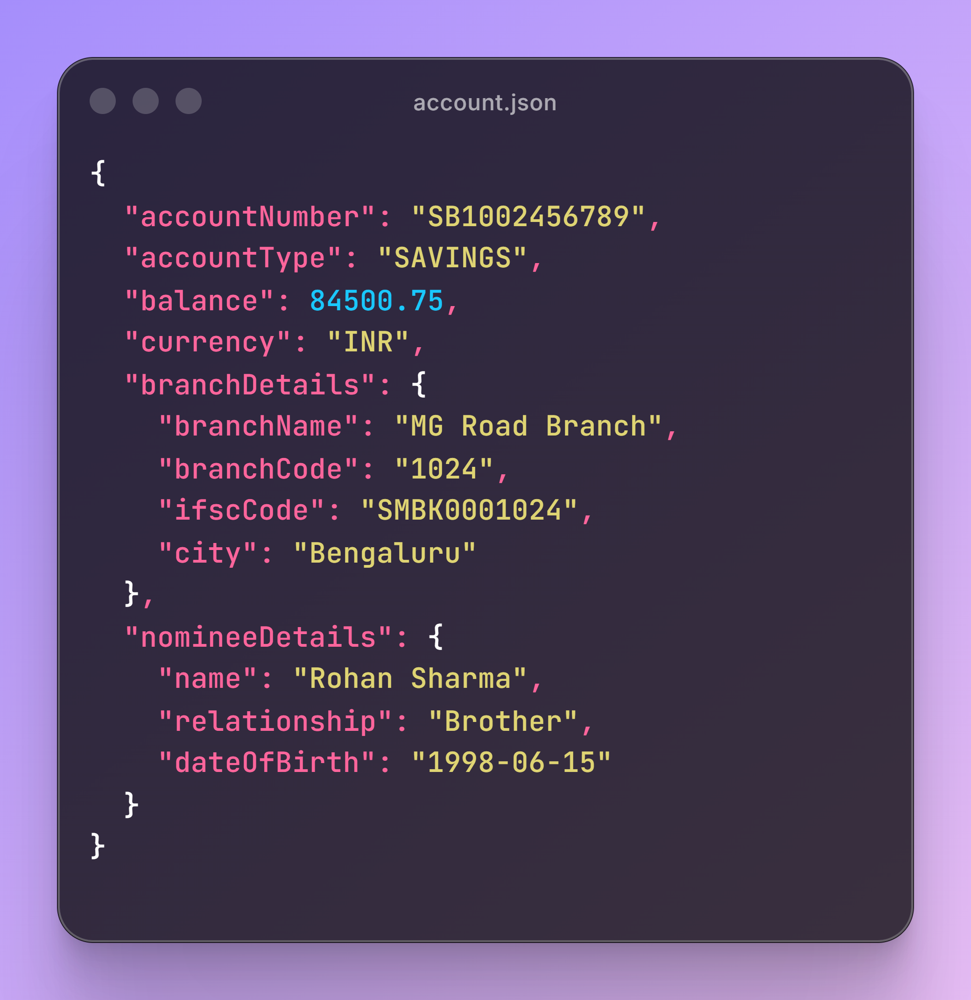 account.json
{
  "accountNumber": "SB1002456789",
  "accountType": "SAVINGS",
  "balance": 84500.75,
  "currency": "INR",
  "branchDetails": {
    "branchName": "MG Road Branch",
    "branchCode": "1024",
    "ifscCode": "SMBK0001024",
    "city": "Bengaluru"
  },
  "nomineeDetails": {
    "name": "Rohan Sharma",
    "relationship": "Brother",
    "dateOfBirth": "1998-06-15"
  }
}